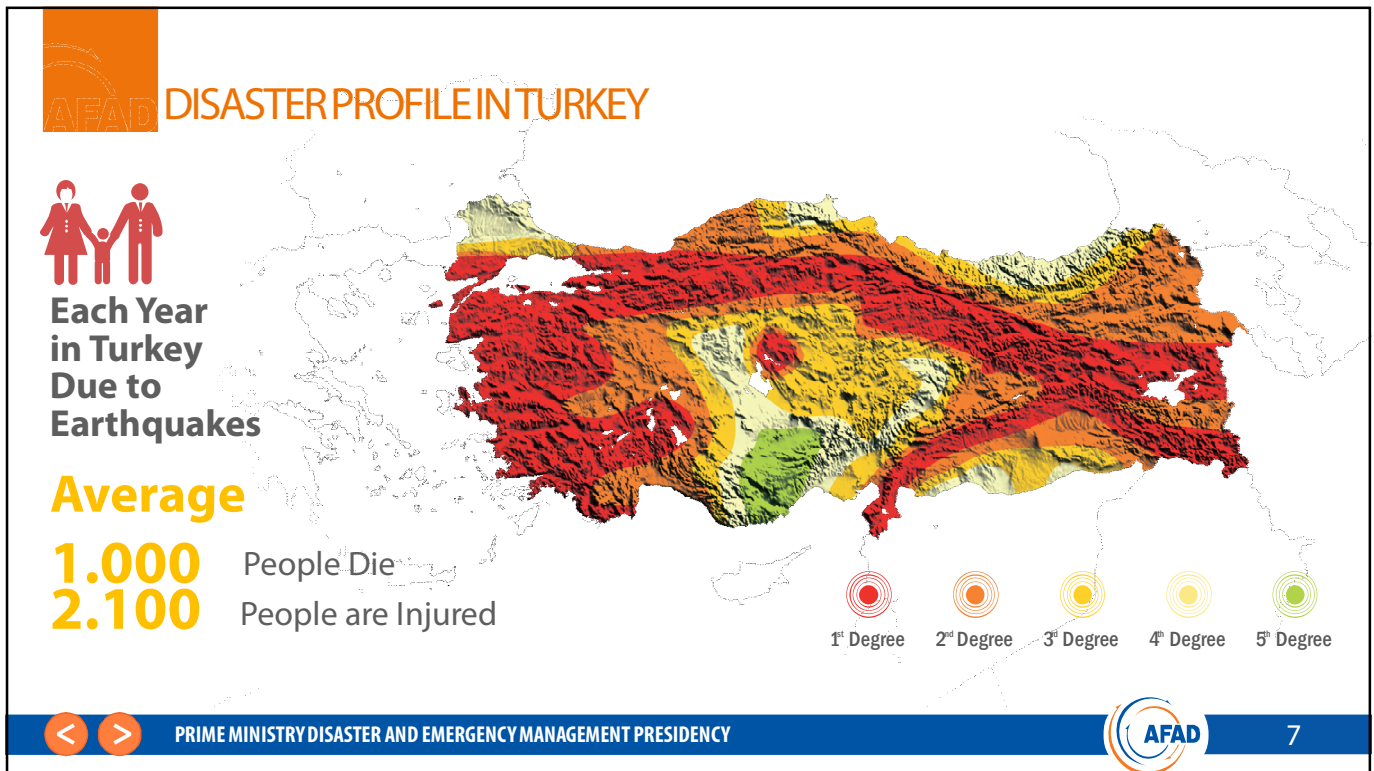 AFAD
DISASTER PROFILE IN TURKEY
Each Year
in Turkey
Due to
Earthquakes
Average
1.000 People Die
2.100 People are Injured
1st Degree 2nd Degree 3rd Degree 4th Degree 5th Degree
< > PRIME MINISTRY DISASTER AND EMERGENCY MANAGEMENT PRESIDENCY AFAD 7